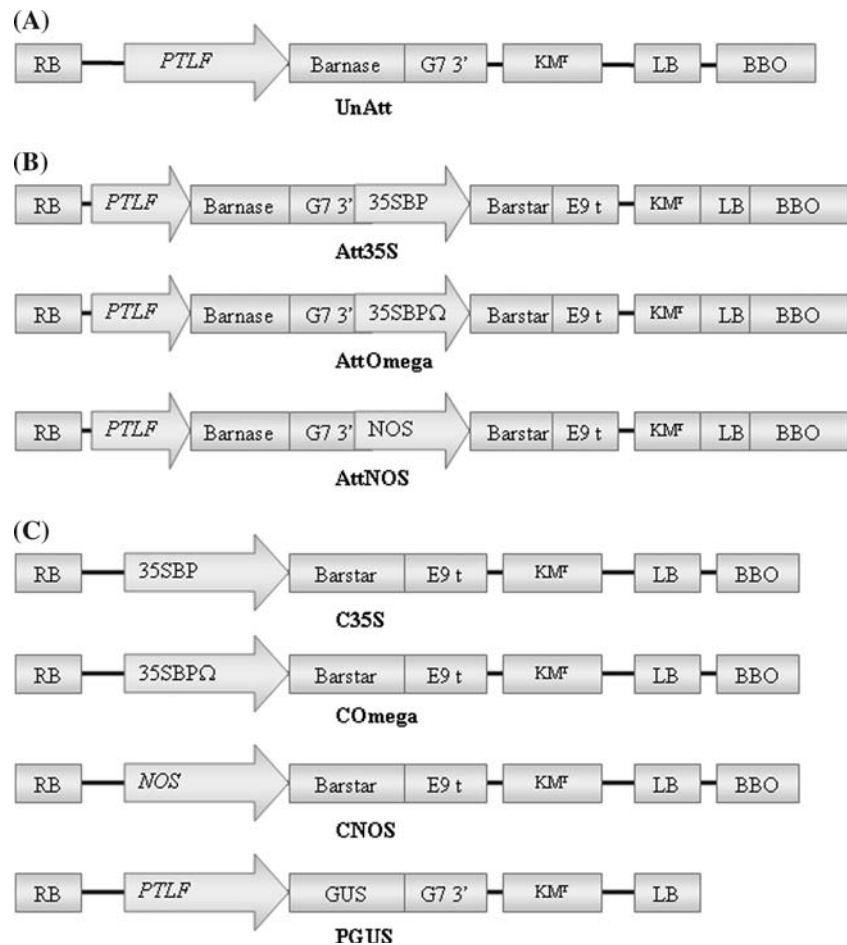 (A)
RB PTLF Barnase G7 3' KMr LB BBO
UnAtt
(B)
RB PTLF Barnase G7 3' 35SBP Barstar E9 t KMr LB BBO
Att35S
RB PTLF Barnase G7 3' 35SBPΩ Barstar E9 t KMr LB BBO
AttOmega
RB PTLF Barnase G7 3' NOS Barstar E9 t KMr LB BBO
AttNOS
(C)
RB 35SBP Barstar E9 t KMr LB BBO
C35S
RB 35SBPΩ Barstar E9 t KMr LB BBO
COmega
RB NOS Barstar E9 t KMr LB BBO
CNOS
RB PTLF GUS G7 3' KMr LB
PGUS